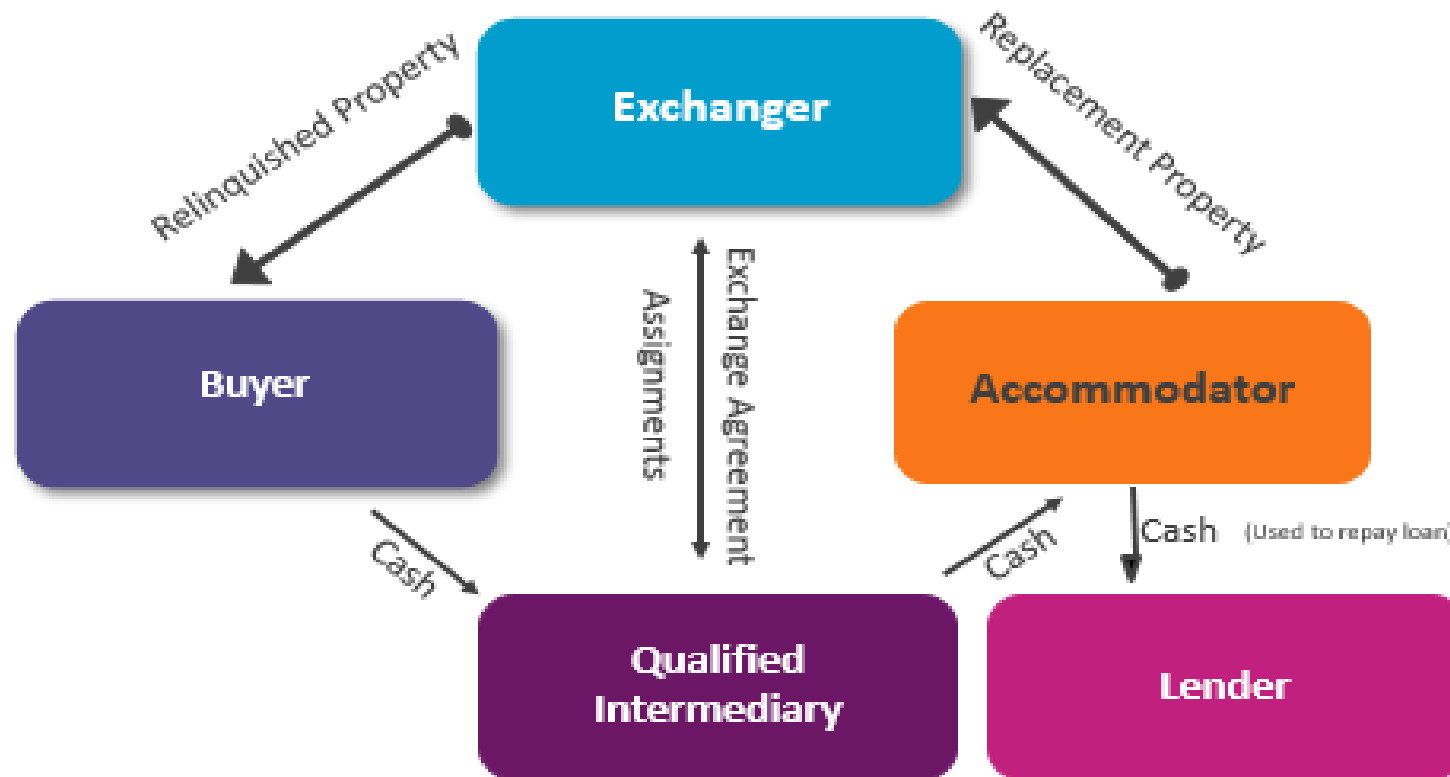 Relinquished Property
Exchanger
Replacement Property
Buyer
Assignments
Exchange Agreement
Accommodator
Cash
Cash
Cash
(Used to repay loan)
Qualified
Intermediary
Lender